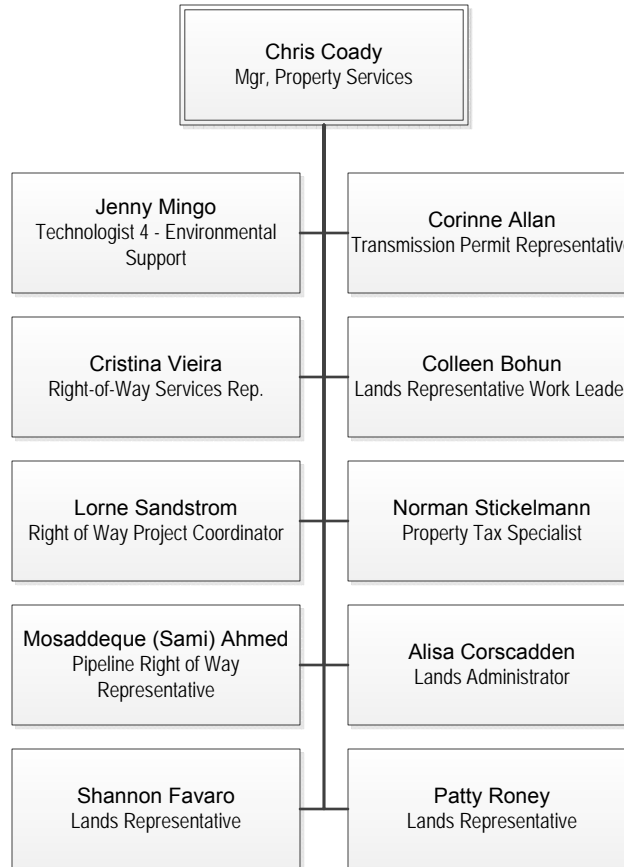 Chris Coady
Mgr, Property Services
Jenny Mingo
Technologist 4 - Environmental
Support
Corinne Allan
Transmission Permit Representative
Cristina Vieira
Right-of-Way Services Rep.
Colleen Bohun
Lands Representative Work Leade
Lorne Sandstrom
Right of Way Project Coordinator
Norman Stickelmann
Property Tax Specialist
Mosaddeque (Sami) Ahmed
Pipeline Right of Way
Representative
Alisa Corscadden
Lands Administrator
Shannon Favaro
Lands Representative
Patty Roney
Lands Representative